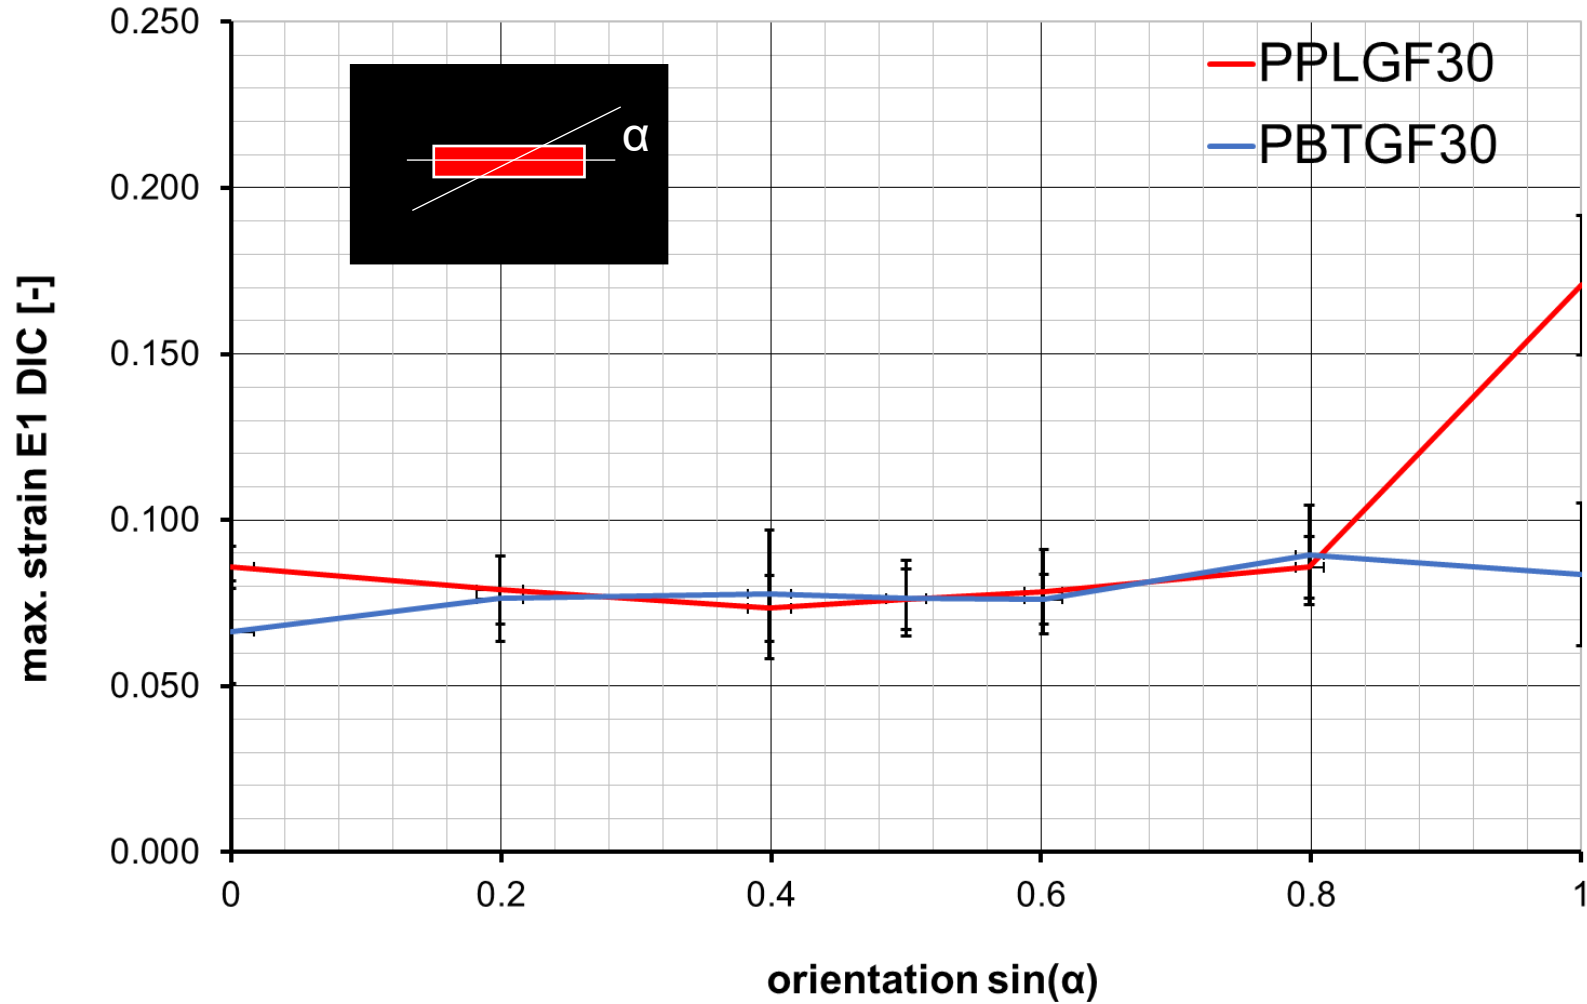 0.250
0.200
0.150
0.100
0.050
0.000
max. strain E1 DIC [-]
α
PPLGF30
PBTGF30
0 0.2 0.4 0.6 0.8 1
orientation sin(α)